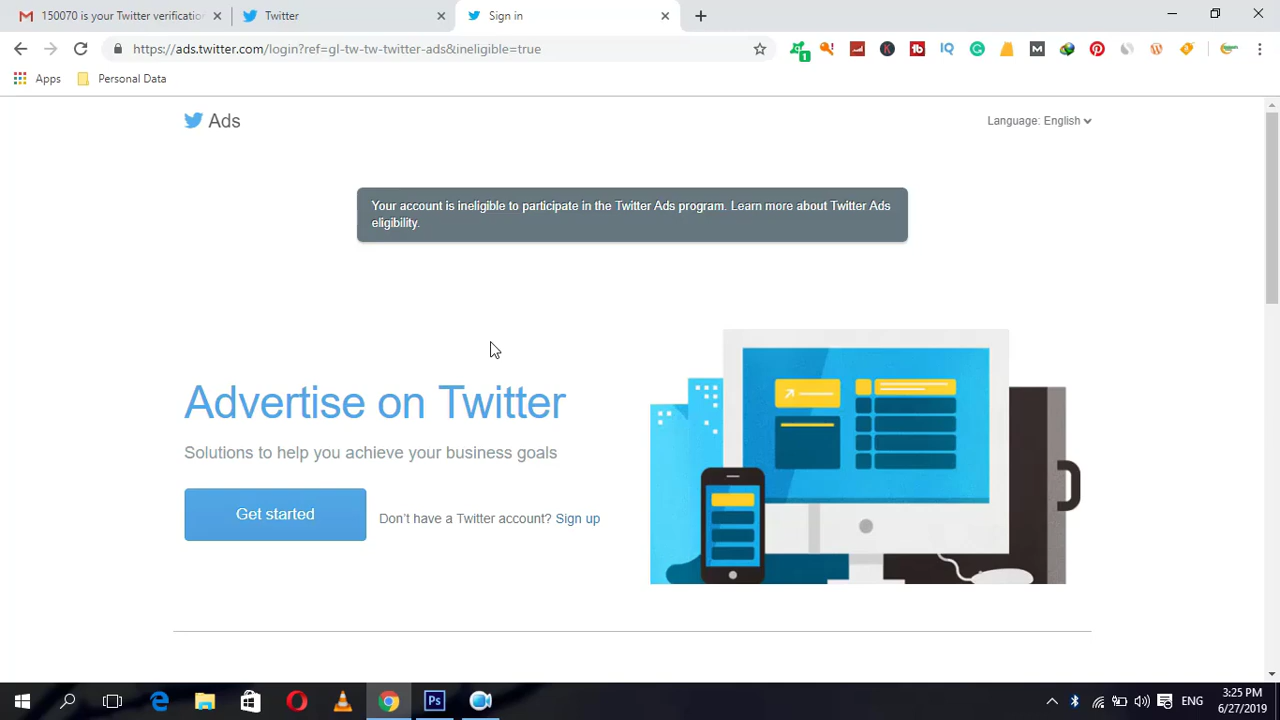 150070 is your Twitter verificatio
Twitter
Sign in
https://ads.twitter.com/login?ref=gl-tw-tw-twitter-ads&ineligible=true
1
Apps
Personal Data
Ads
Language: English
Your account is ineligible to participate in the Twitter Ads program. Learn more about Twitter Ads
eligibility.
Advertise on Twitter
Solutions to help you achieve your business goals
Get started
Don't have a Twitter account? Sign up
ENG
3:25 PM
6/27/2019